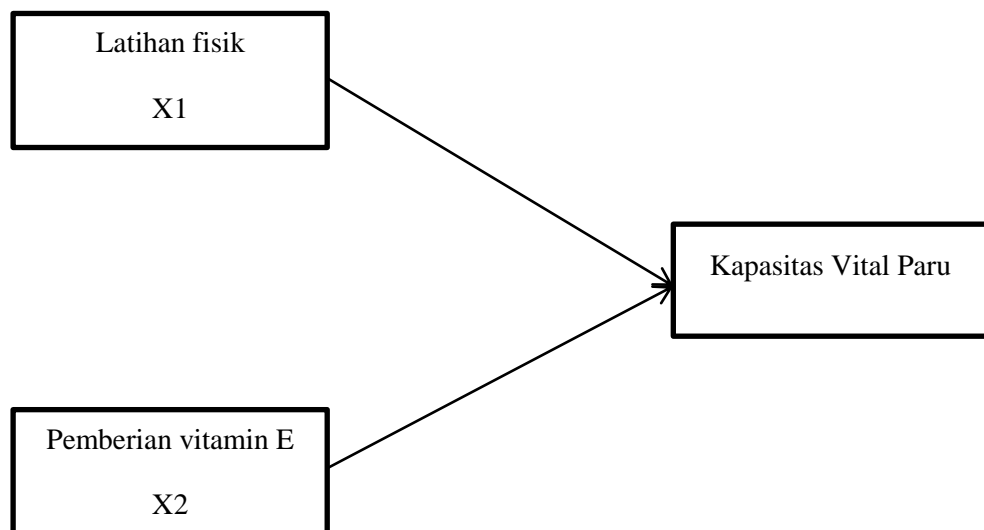 Latihan fisik
X1
Kapasitas Vital Paru
Pemberian vitamin E
X2